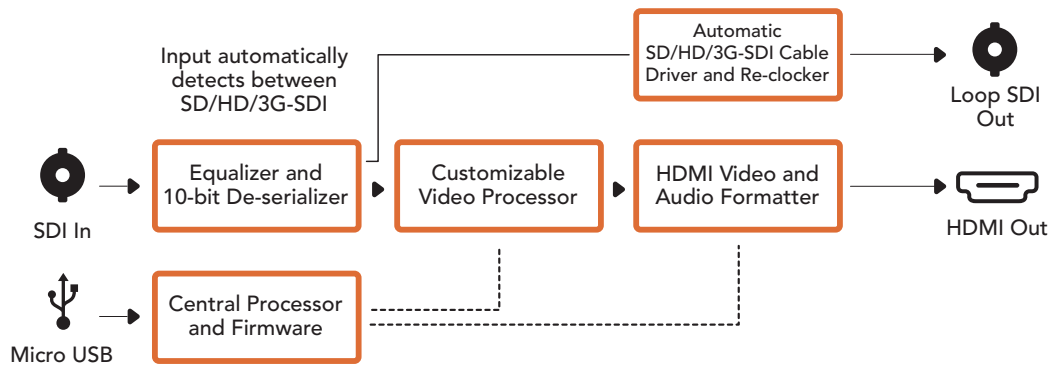 Input automatically
detects between
SD/HD/3G-SDI
Automatic
SD/HD/3G-SDI Cable
Driver and Re-clocker
Loop SDI
Out
SDI In
Equalizer and
10-bit De-serializer
Customizable
Video Processor
HDMI Video and
Audio Formatter
HDMI Out
Micro USB
Central Processor
and Firmware